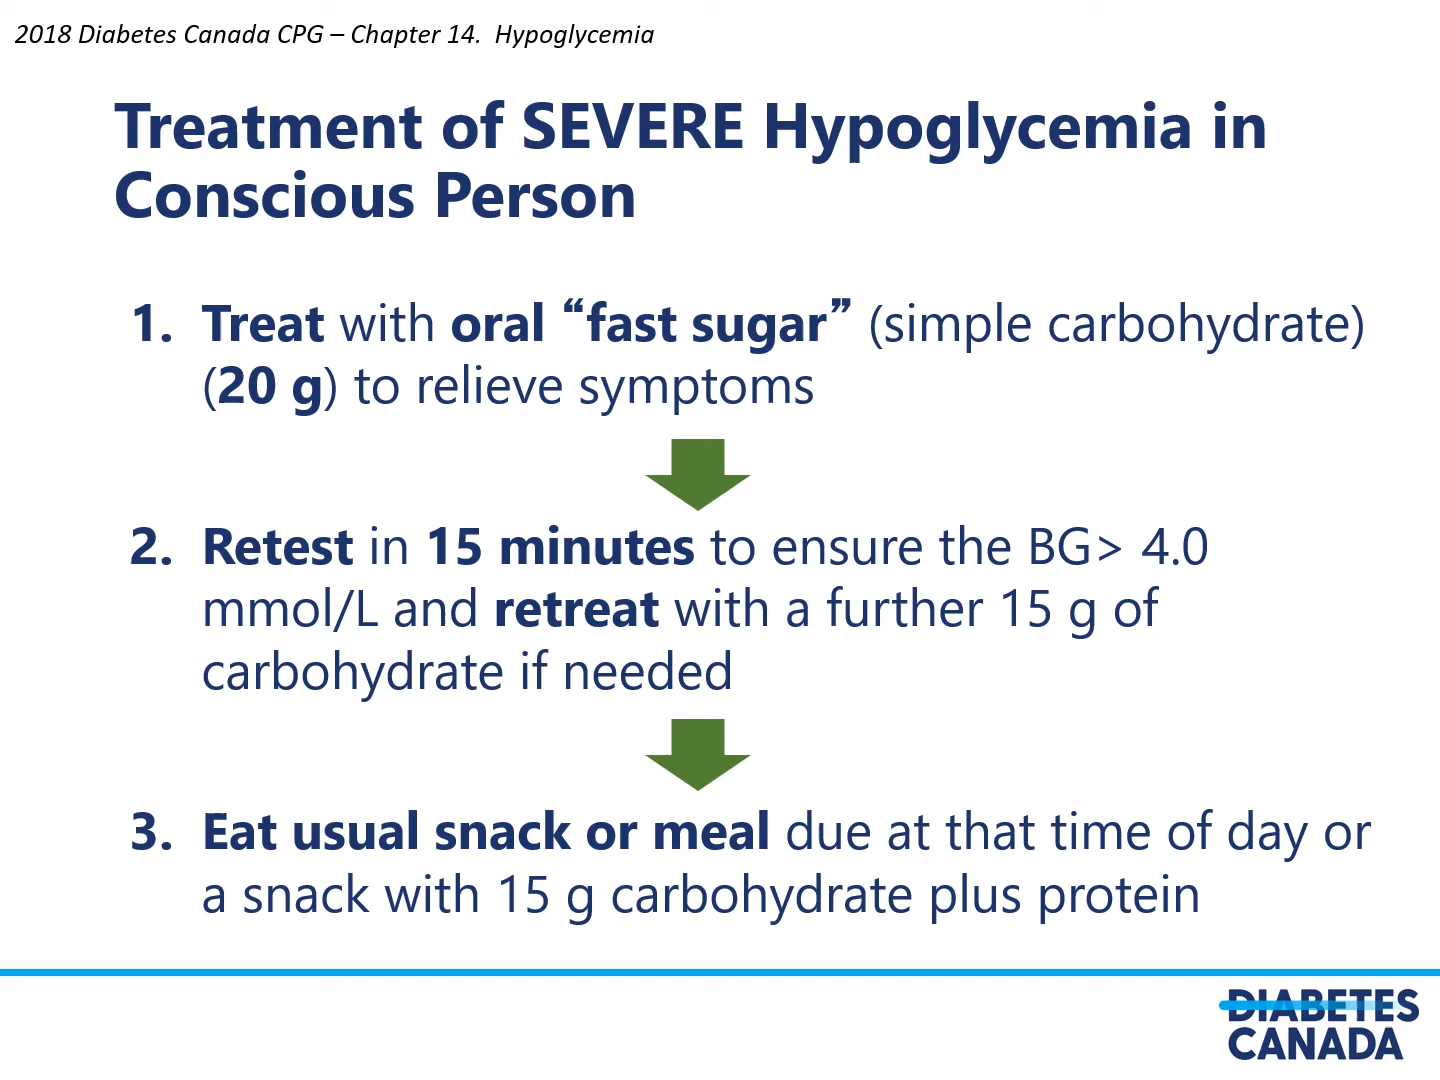 2018 Diabetes Canada CPG – Chapter 14.  Hypoglycemia
Treatment of SEVERE Hypoglycemia in
Conscious Person
1. Treat with oral “fast sugar” (simple carbohydrate)
(20 g) to relieve symptoms
2. Retest in 15 minutes to ensure the BG> 4.0
mmol/L and retreat with a further 15 g of
carbohydrate if needed
3. Eat usual snack or meal due at that time of day or
a snack with 15 g carbohydrate plus protein
DIABETES
CANADA